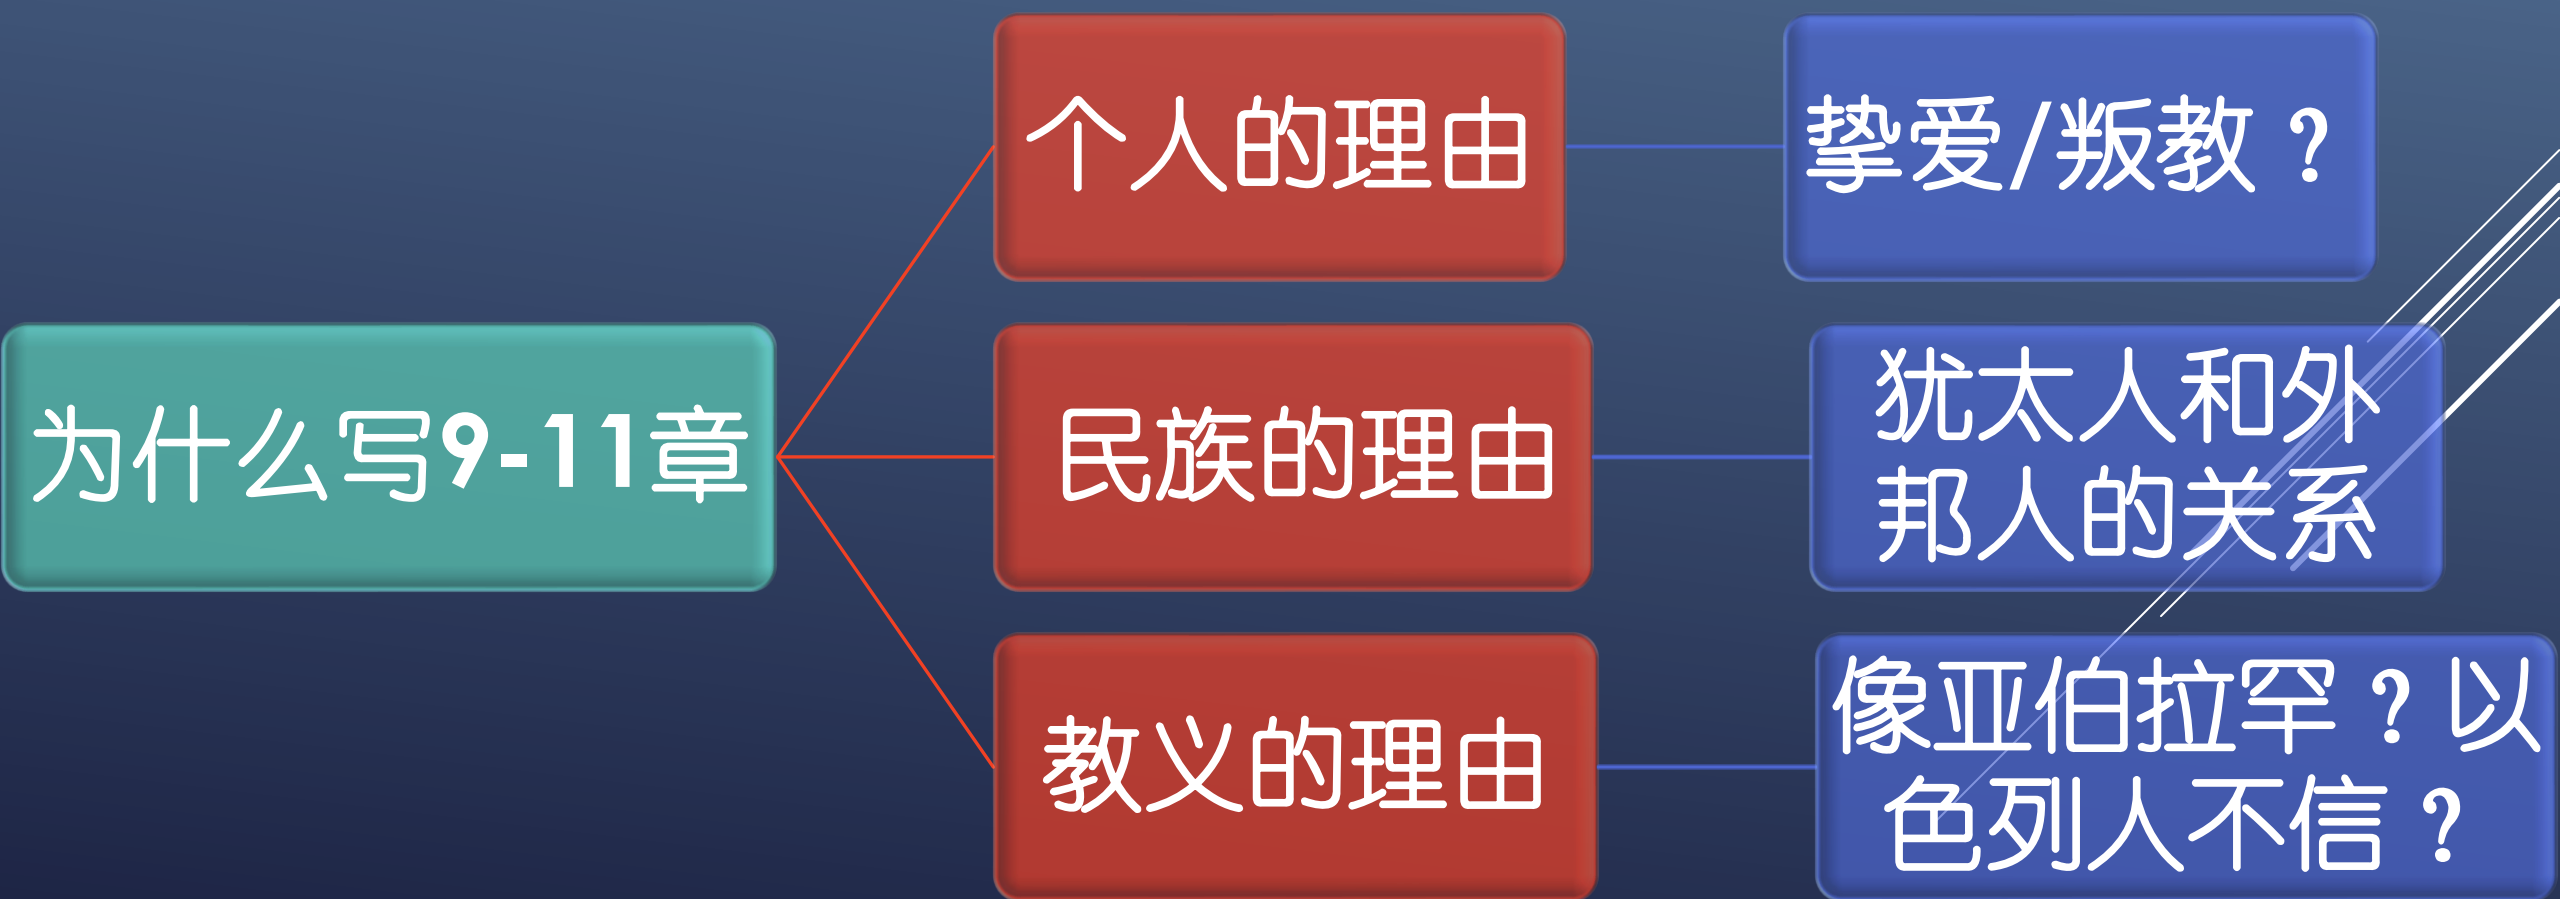 为什么写9-11章
个人的理由
挚爱/叛教？
民族的理由
犹太人和外
邦人的关系
教义的理由
像亚伯拉罕？以
色列人不信？